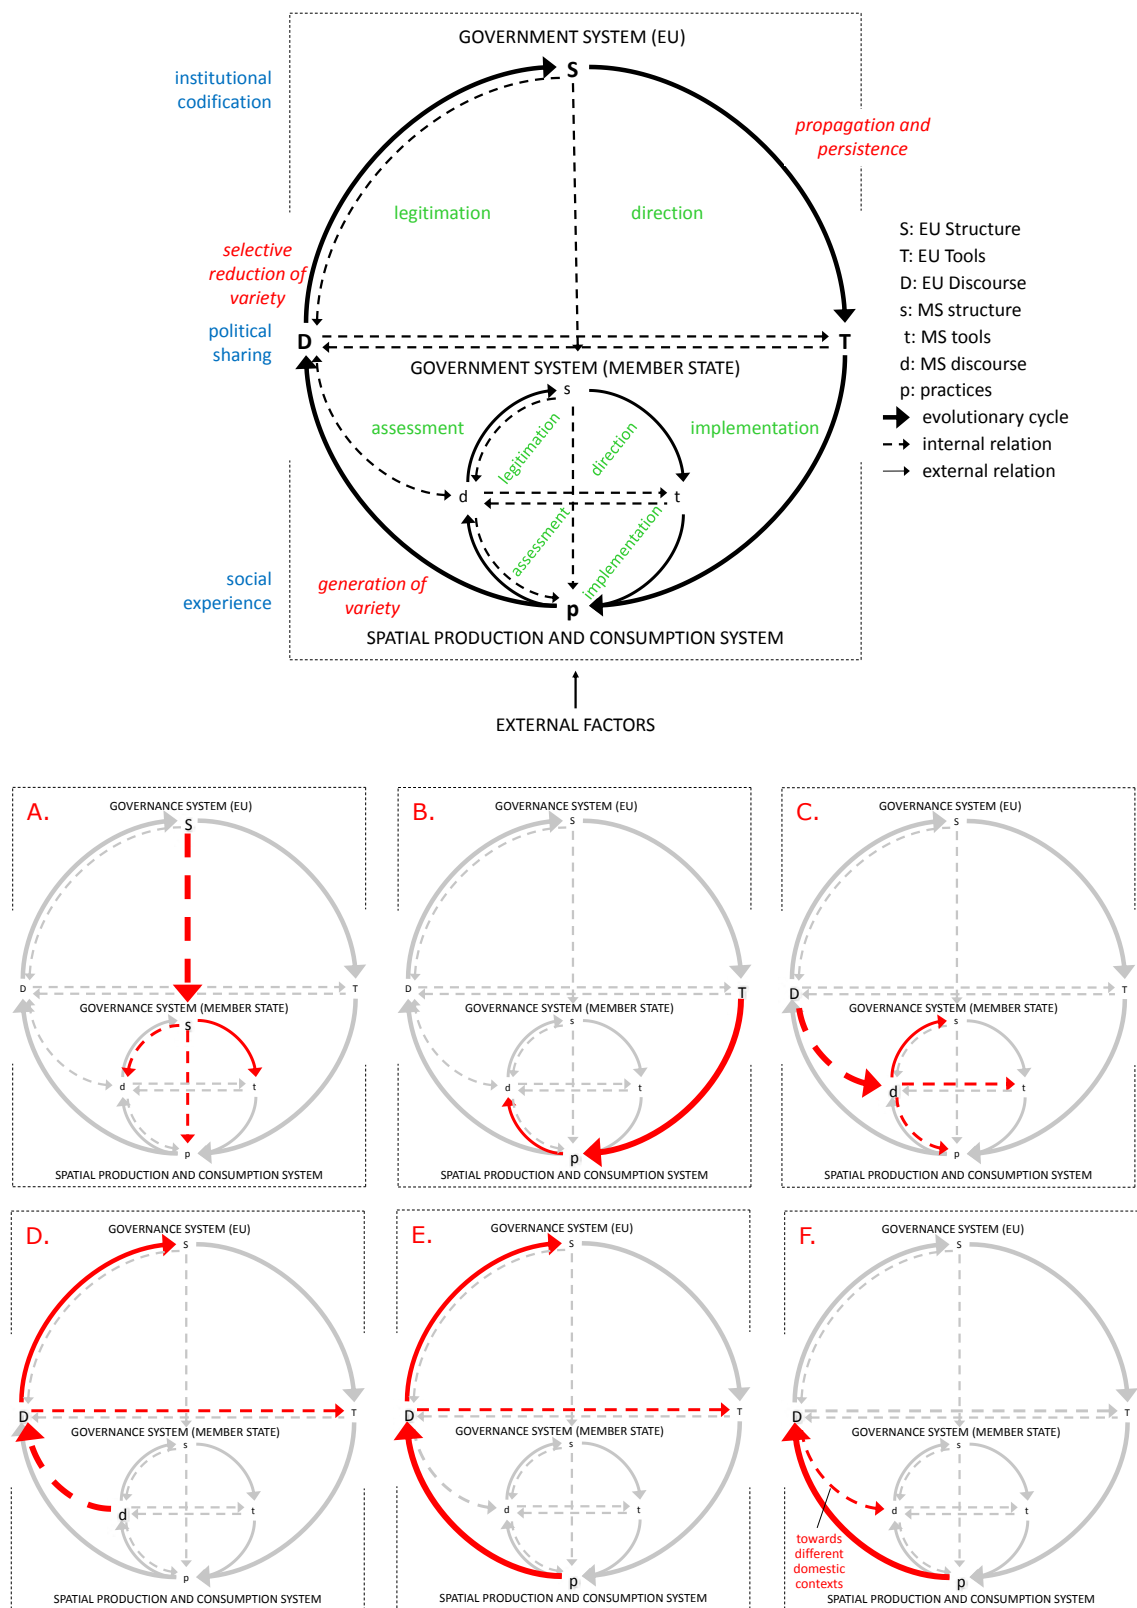 GOVERNMENT SYSTEM (EU)
S
institutional
codification
propagation and
persistence
legitimation
direction
selective
reduction of
variety
political
sharing
D
T
S: EU Structure
T: EU Tools
D: EU Discourse
s: MS structure
t: MS tools
d: MS discourse
p: practices
evolutionary cycle
internal relation
external relation
GOVERNMENT SYSTEM (MEMBER STATE)
s
assessment
legitimation
direction
implementation
d
t
assessment
implementation
social
experience
generation of
variety
p
SPATIAL PRODUCTION AND CONSUMPTION SYSTEM
EXTERNAL FACTORS
A.
GOVERNANCE SYSTEM (EU)
S
D
T
GOVERNANCE SYSTEM (MEMBER STATE)
s
d
t
p
SPATIAL PRODUCTION AND CONSUMPTION SYSTEM
B.
GOVERNANCE SYSTEM (EU)
S
D
T
GOVERNANCE SYSTEM (MEMBER STATE)
s
d
t
p
SPATIAL PRODUCTION AND CONSUMPTION SYSTEM
C.
GOVERNANCE SYSTEM (EU)
S
D
T
GOVERNANCE SYSTEM (MEMBER STATE)
s
d
t
p
SPATIAL PRODUCTION AND CONSUMPTION SYSTEM
D.
GOVERNANCE SYSTEM (EU)
S
D
T
GOVERNANCE SYSTEM (MEMBER STATE)
s
d
t
p
SPATIAL PRODUCTION AND CONSUMPTION SYSTEM
E.
GOVERNANCE SYSTEM (EU)
S
D
T
GOVERNANCE SYSTEM (MEMBER STATE)
s
d
t
p
SPATIAL PRODUCTION AND CONSUMPTION SYSTEM
F.
GOVERNANCE SYSTEM (EU)
S
D
T
GOVERNANCE SYSTEM (MEMBER STATE)
s
d
t
towards
different
domestic
contexts
p
SPATIAL PRODUCTION AND CONSUMPTION SYSTEM